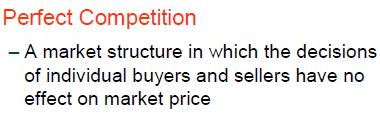 Perfect Competition
– A market structure in which the decisions
of individual buyers and sellers have no
effect on market price